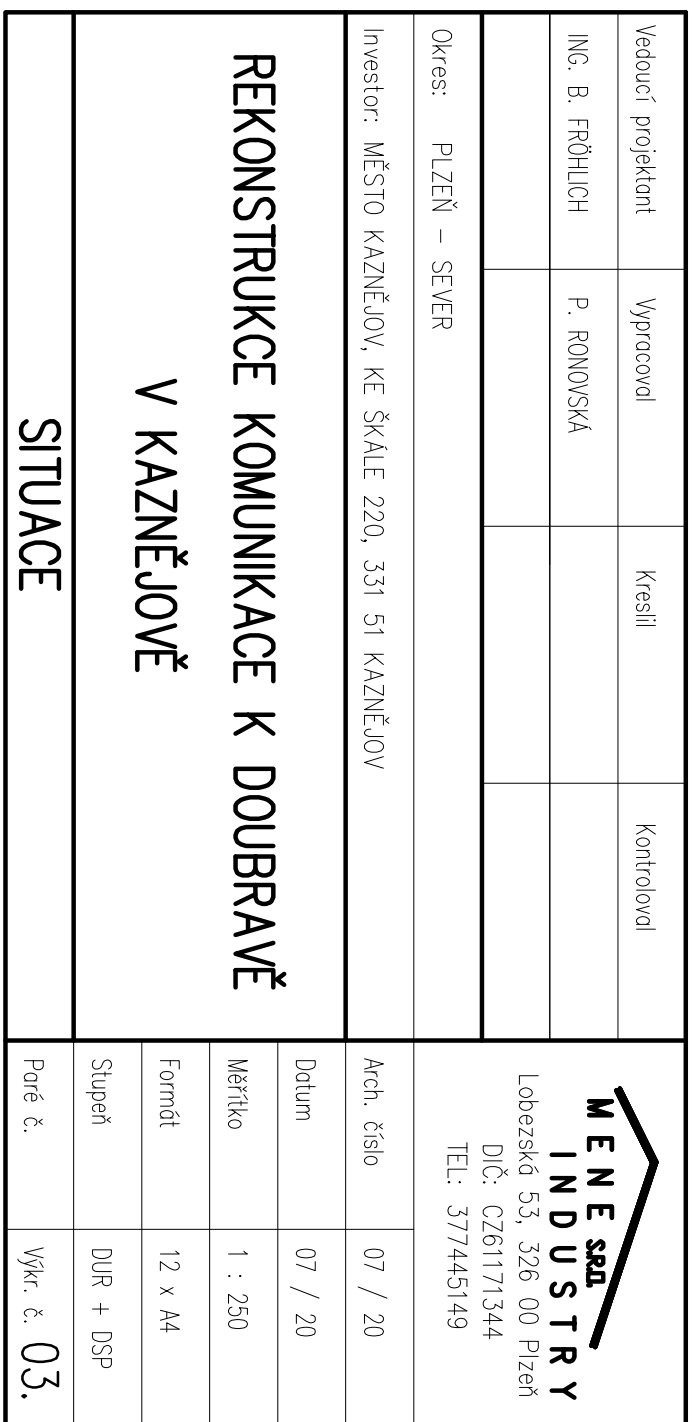 Vedoucí projektant
Vypracoval
Kreslil
Kontroloval
ING. B. FRÖHLICH
P. RONOVSKÁ
MENE S.R.O.
INDUSTRY
Lobezská 53, 326 00 Plzeň
DIČ: CZ61171344
TEL: 377445149
Okres: PLZEŇ – SEVER
Investor: MĚSTO KAZNĚJOV, KE ŠKÁLE 220, 331 51 KAZNĚJOV
Arch. číslo 07 / 20
REKONSTRUKCE KOMUNIKACE K DOUBRAVĚ
V KAZNĚJOVĚ
Datum 07 / 20
Měřítko 1 : 250
Formát 12 x A4
Stupeň DUR + DSP
SITUACE
Paré č.
Výkr. č. 03.